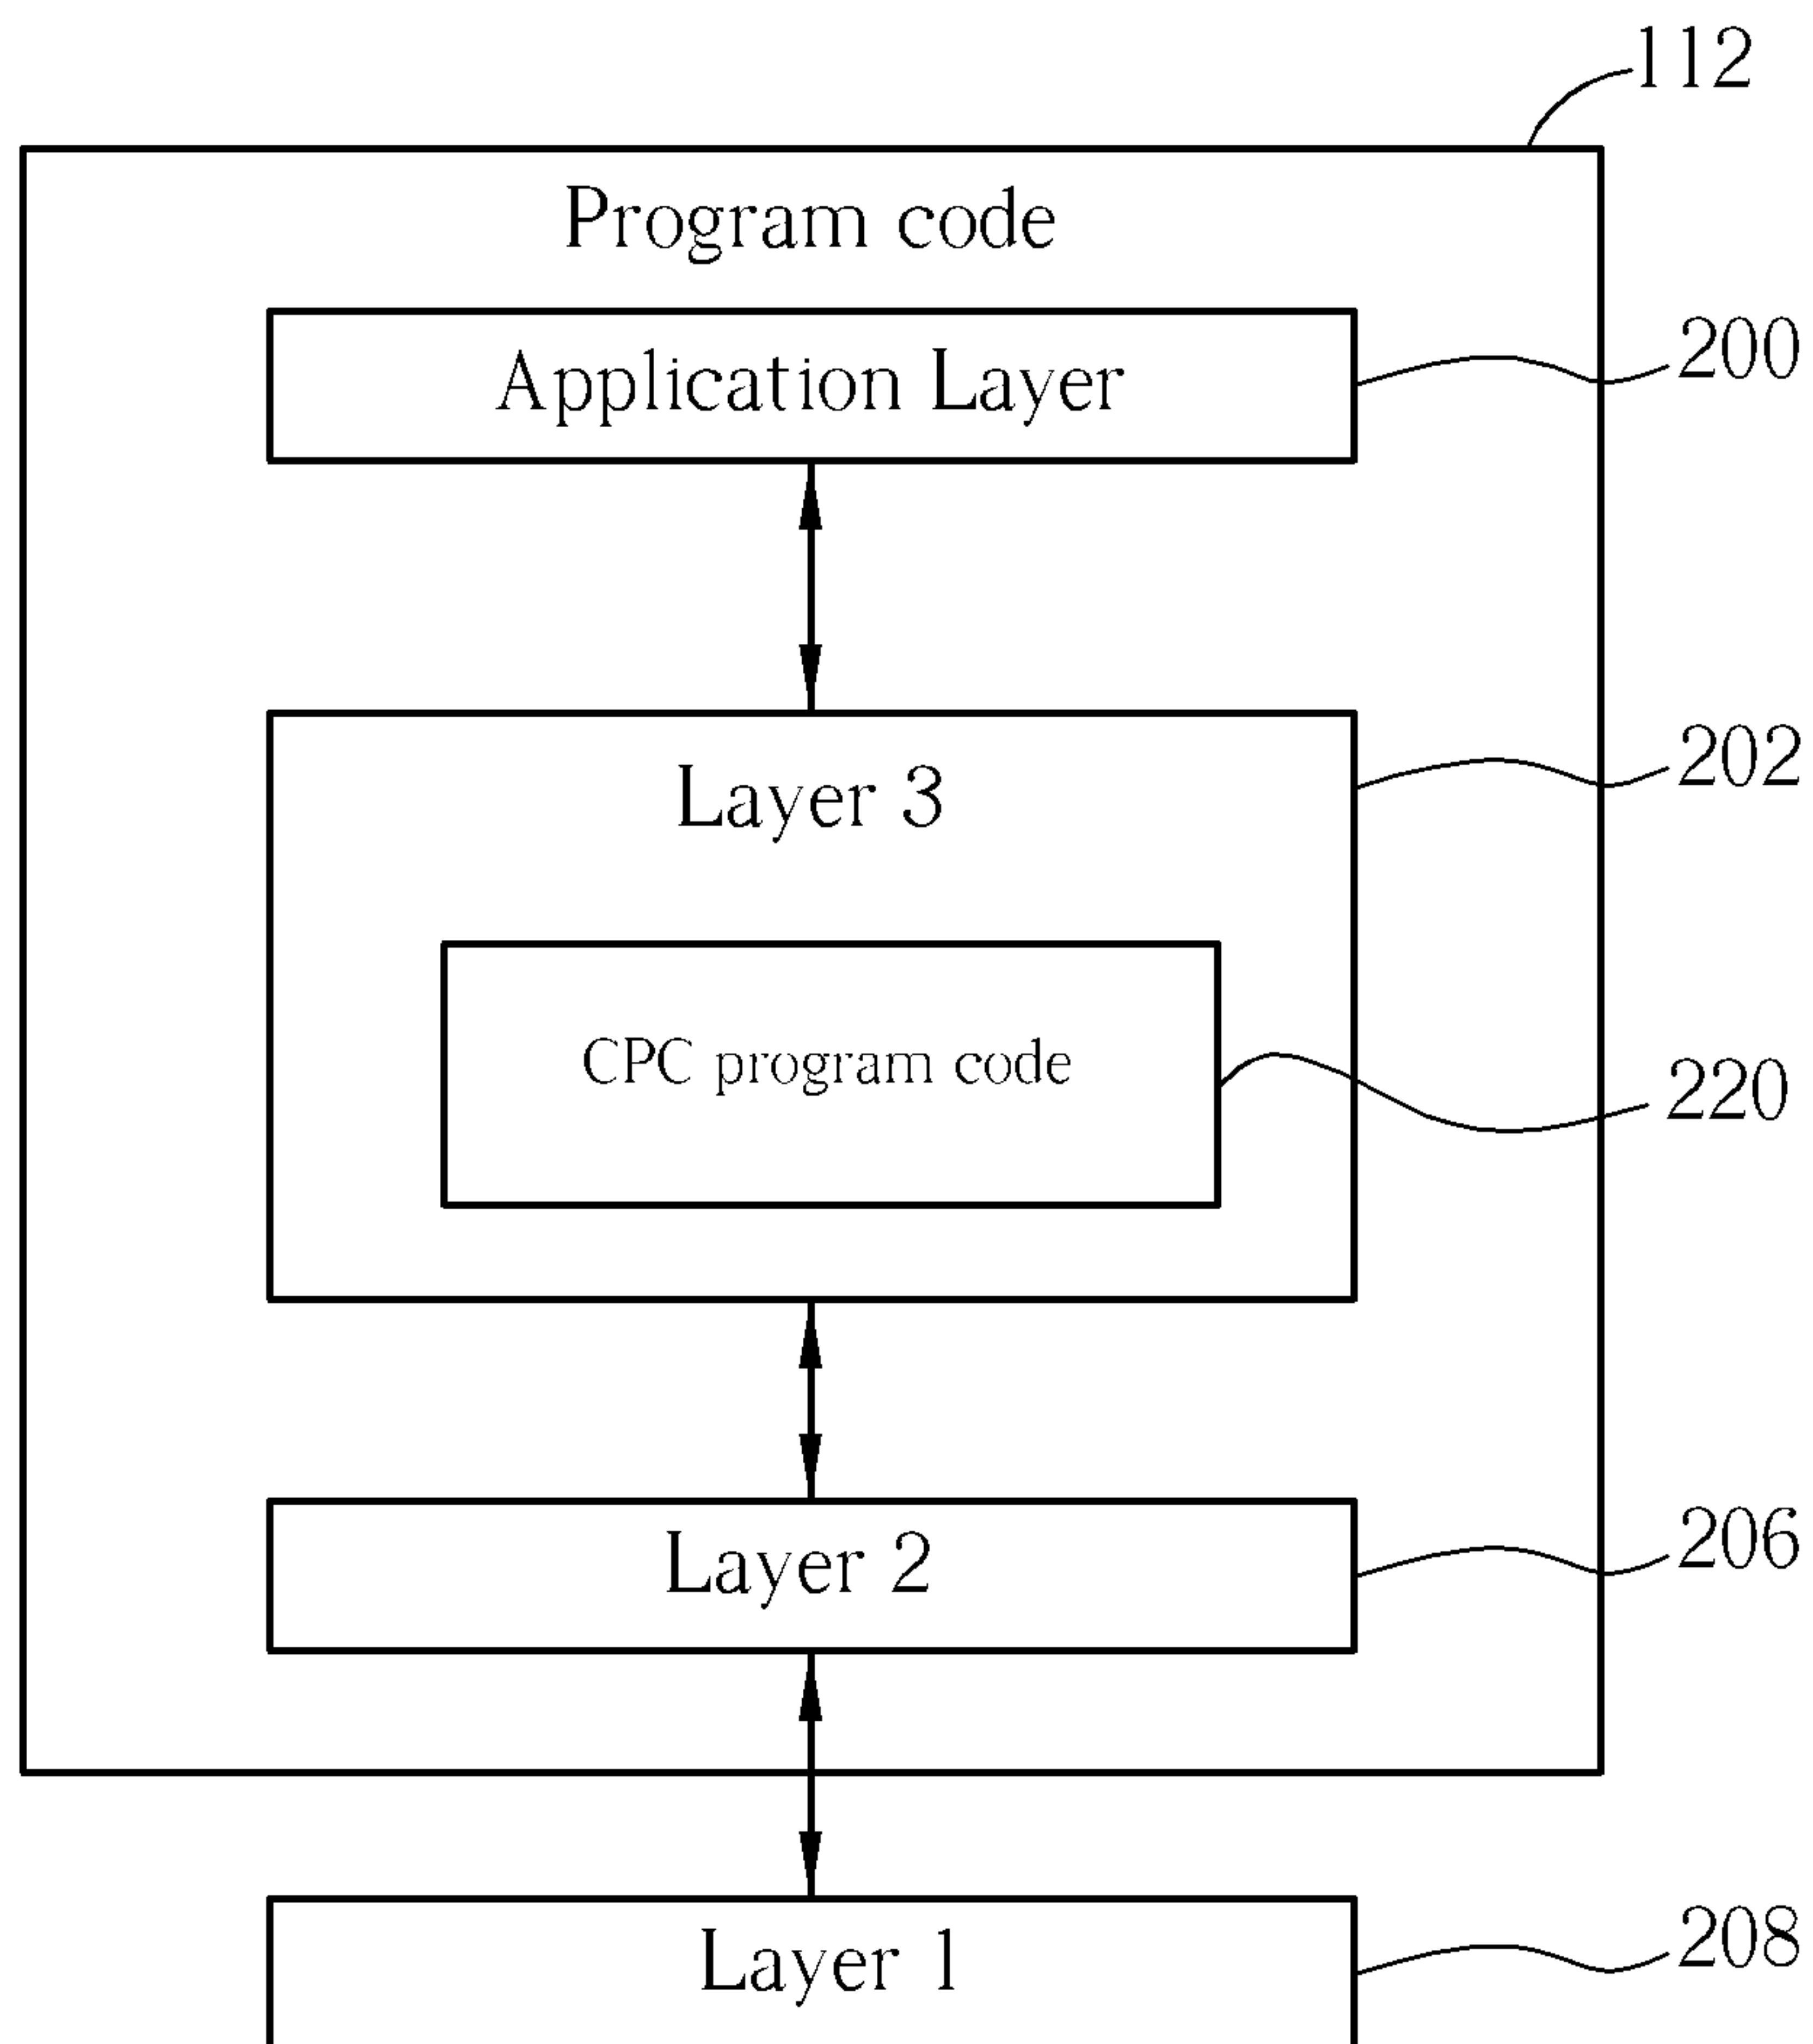 112
Program code
Application Layer
200
Layer 3
202
CPC program code
220
Layer 2
206
Layer 1
208